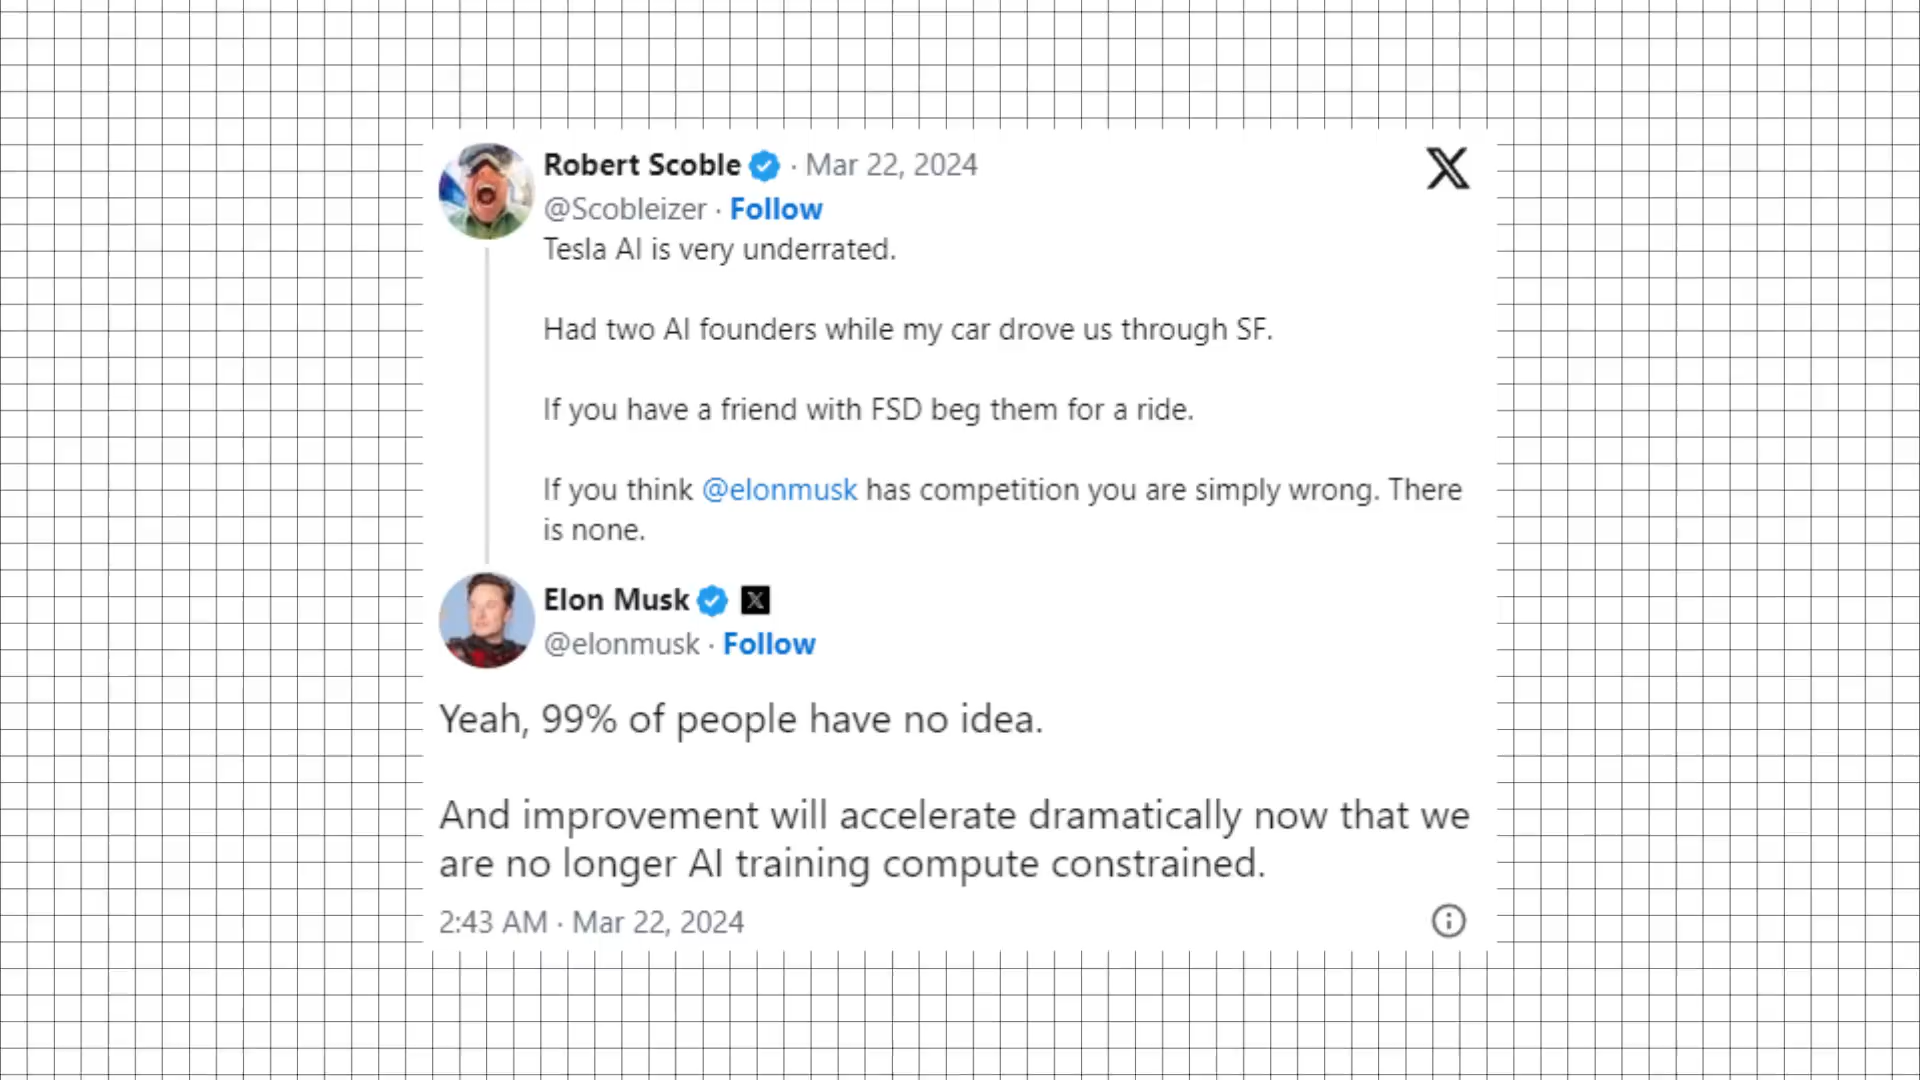 Robert Scoble · Mar 22, 2024
@Scobleizer · Follow
Tesla AI is very underrated.
Had two AI founders while my car drove us through SF.
If you have a friend with FSD beg them for a ride.
If you think @elonmusk has competition you are simply wrong. There
is none.
Elon Musk
@elonmusk · Follow
Yeah, 99% of people have no idea.
And improvement will accelerate dramatically now that we
are no longer AI training compute constrained.
2:43 AM · Mar 22, 2024